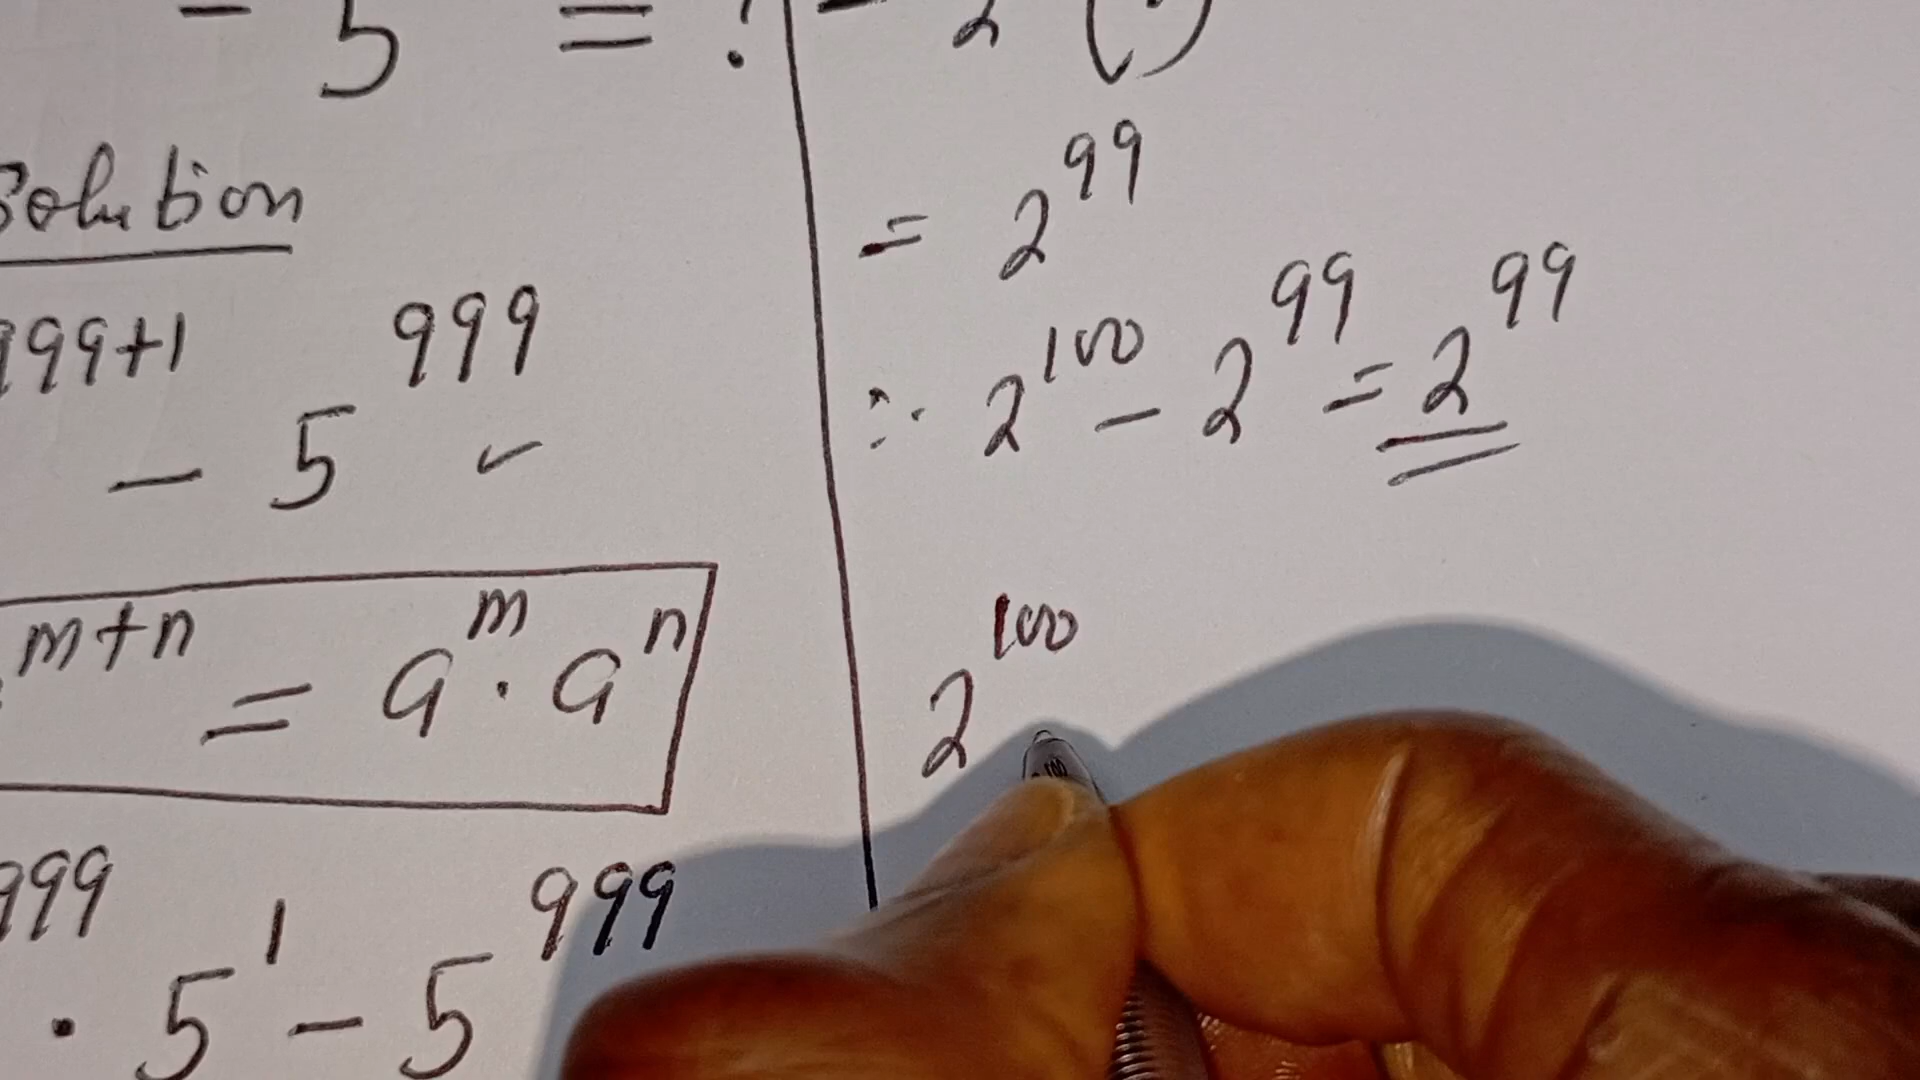 - 5 = ?
Solution
999+1 - 5^999 ✓
^m+n = a^m · a^n
999 · 5^1 - 5^999
= 2^99
∴ 2^100 - 2^99 = 2^99
2^100